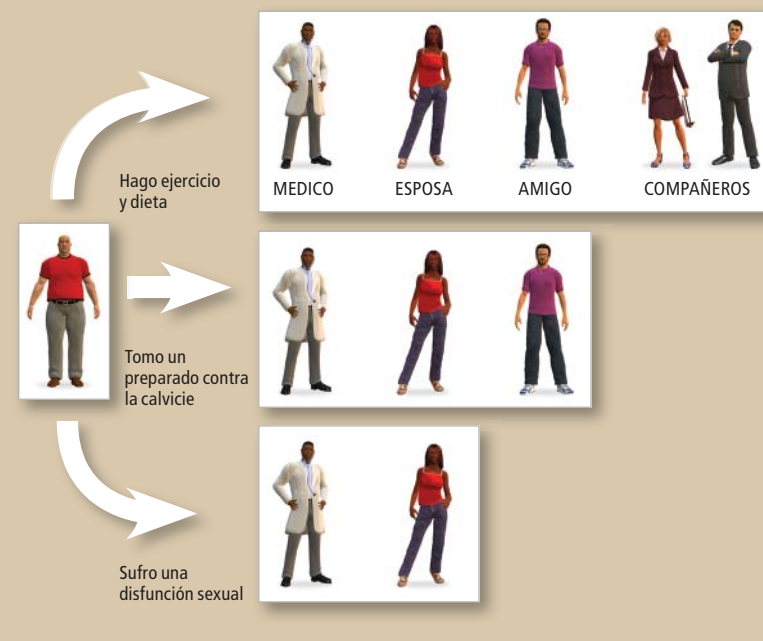 Hago ejercicio
y dieta
MEDICO ESPOSA AMIGO COMPAÑEROS
Tomo un
preparado contra
la calvicie
Sufro una
disfunción sexual